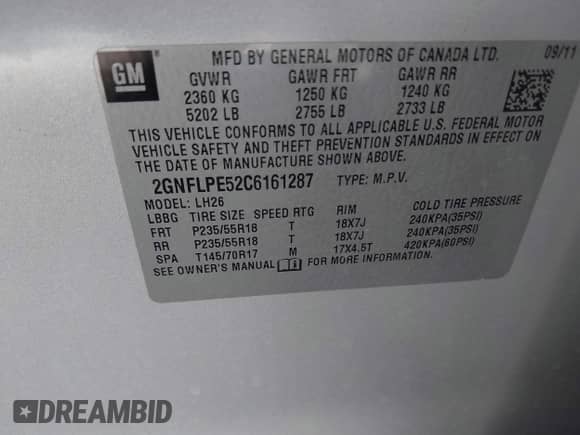 GM
MFD BY GENERAL MOTORS OF CANADA LTD. 09/11
GVWR GAWR FRT GAWR RR
2360 KG 1250 KG 1240 KG
5202 LB 2755 LB 2733 LB
THIS VEHICLE CONFORMS TO ALL APPLICABLE U.S. FEDERAL MOTOR
VEHICLE SAFETY AND THEFT PREVENTION STANDARDS IN EFFECT ON
THE DATE OF MANUFACTURE SHOWN ABOVE.
2GNFLPE52C6161287 TYPE: M.P.V.
MODEL: LH26
LBBG TIRE SIZE SPEED RTG RIM COLD TIRE PRESSURE
FRT P235/55R18 T 18X7J 240KPA(35PSI)
RR P235/55R18 T 18X7J 240KPA(35PSI)
SPA T145/70R17 M 17X4.5T 420KPA(60PSI)
SEE OWNER'S MANUAL FOR MORE INFORMATION.
DREAMBID